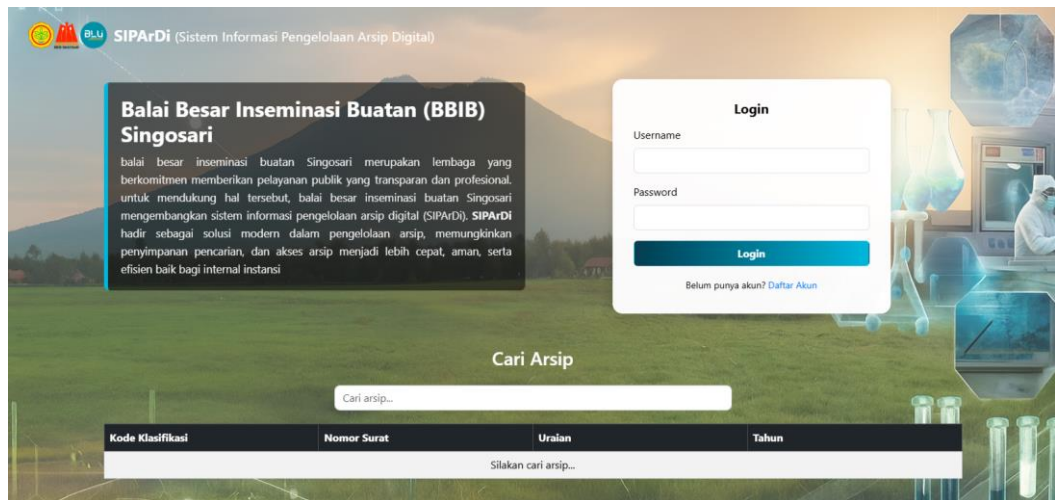 BLU SIPArDi (Sistem Informasi Pengelolaan Arsip Digital)
Balai Besar Inseminasi Buatan (BBIB)
Singosari
balai besar inseminasi buatan Singosari merupakan lembaga yang
berkomitmen memberikan pelayanan publik yang transparan dan profesional.
untuk mendukung hal tersebut, balai besar inseminasi buatan Singosari
mengembangkan sistem informasi pengelolaan arsip digital (SIPArDi). SIPArDi
hadir sebagai solusi modern dalam pengelolaan arsip, memungkinkan
penyimpanan pencarian, dan akses arsip menjadi lebih cepat, aman, serta
efisien baik bagi internal instansi
Login
Username
Password
Login
Belum punya akun? Daftar Akun
Cari Arsip
Cari arsip...
Kode Klasifikasi Nomor Surat Uraian Tahun
Silakan cari arsip...